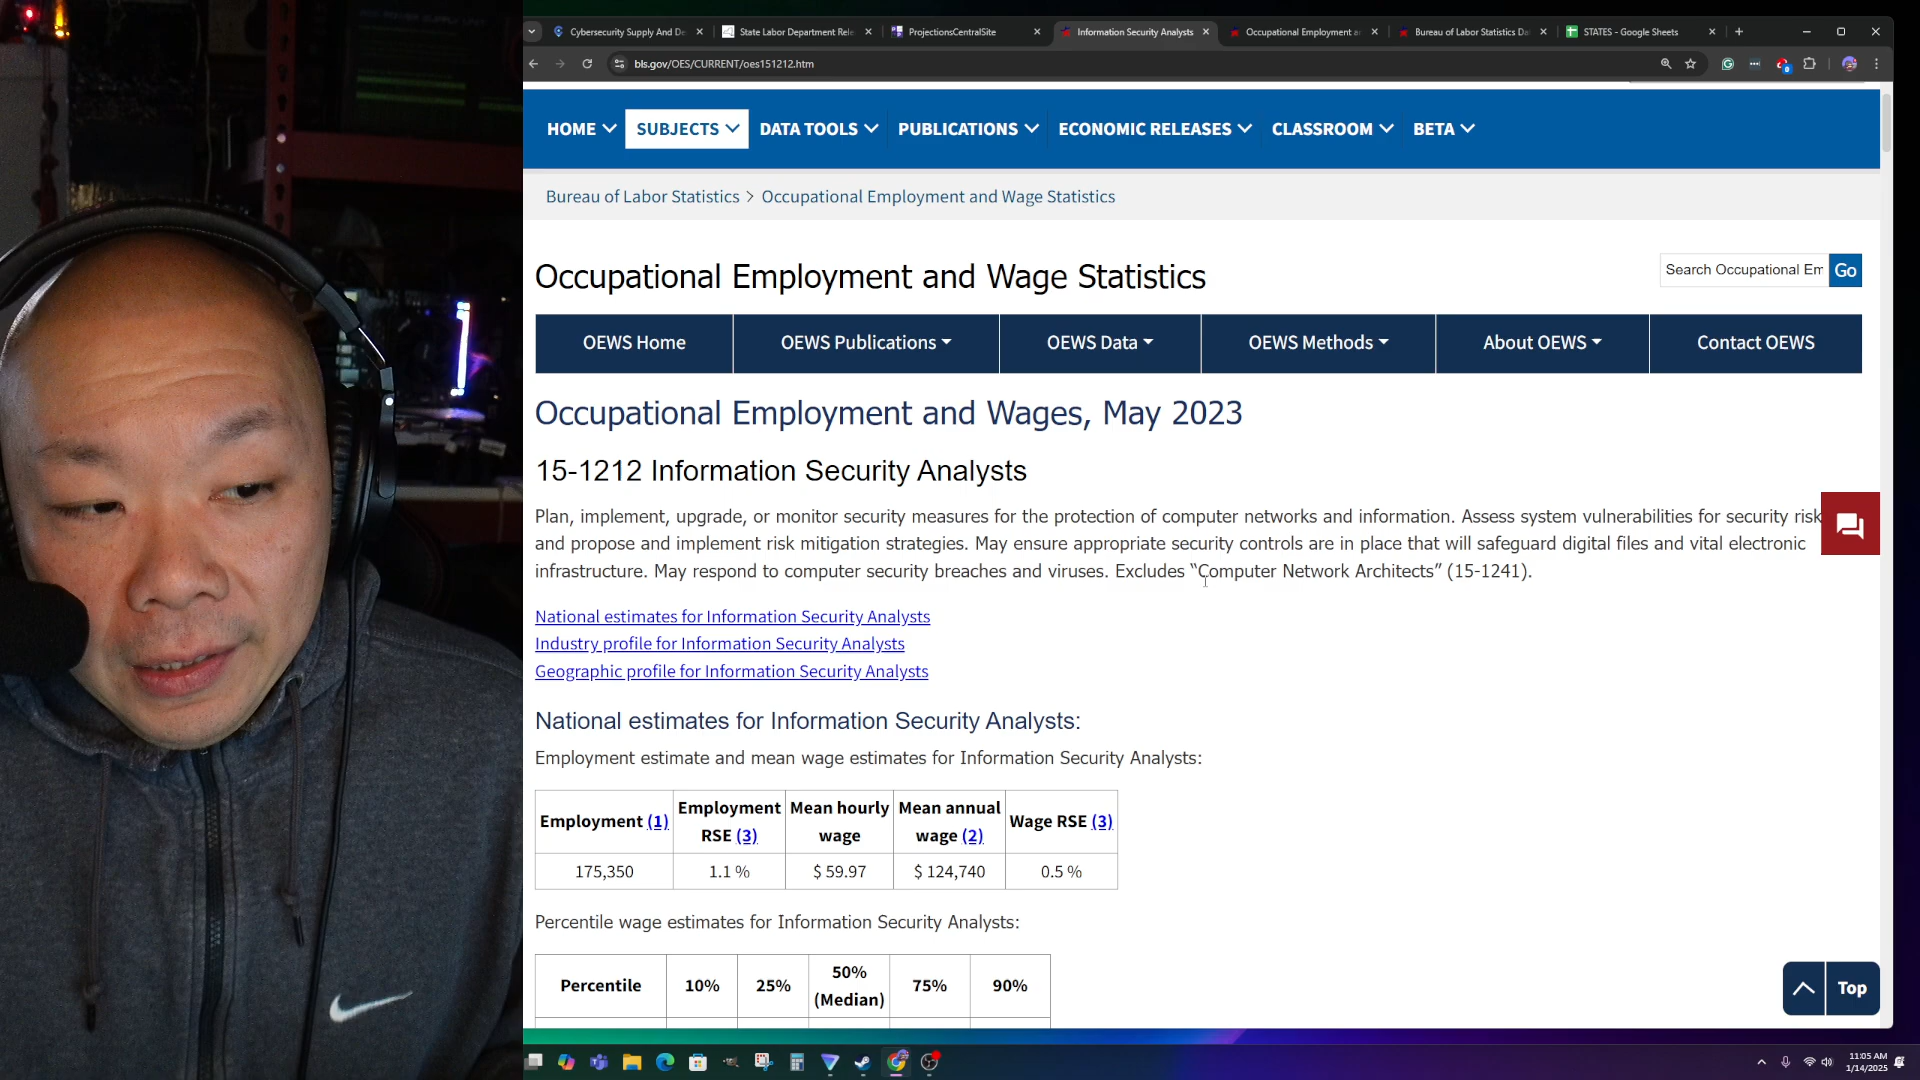 Cybersecurity Supply And De
State Labor Department Rele
ProjectionsCentralSite
Information Security Analysts
Occupational Employment a
Bureau of Labor Statistics Da
STATES - Google Sheets
bls.gov/OES/CURRENT/oes151212.htm
HOME
SUBJECTS
DATA TOOLS
PUBLICATIONS
ECONOMIC RELEASES
CLASSROOM
BETA
Bureau of Labor Statistics > Occupational Employment and Wage Statistics
Occupational Employment and Wage Statistics
Search Occupational Em
Go
OEWS Home
OEWS Publications
OEWS Data
OEWS Methods
About OEWS
Contact OEWS
Occupational Employment and Wages, May 2023
15-1212 Information Security Analysts
Plan, implement, upgrade, or monitor security measures for the protection of computer networks and information. Assess system vulnerabilities for security risk
and propose and implement risk mitigation strategies. May ensure appropriate security controls are in place that will safeguard digital files and vital electronic
infrastructure. May respond to computer security breaches and viruses. Excludes “Computer Network Architects” (15-1241).
National estimates for Information Security Analysts
Industry profile for Information Security Analysts
Geographic profile for Information Security Analysts
National estimates for Information Security Analysts:
Employment estimate and mean wage estimates for Information Security Analysts:
Employment (1)
Employment
RSE (3)
Mean hourly
wage
Mean annual
wage (2)
Wage RSE (3)
175,350
1.1 %
$ 59.97
$ 124,740
0.5 %
Percentile wage estimates for Information Security Analysts:
Percentile
10%
25%
50%
(Median)
75%
90%
Top
11:05 AM
1/14/2025